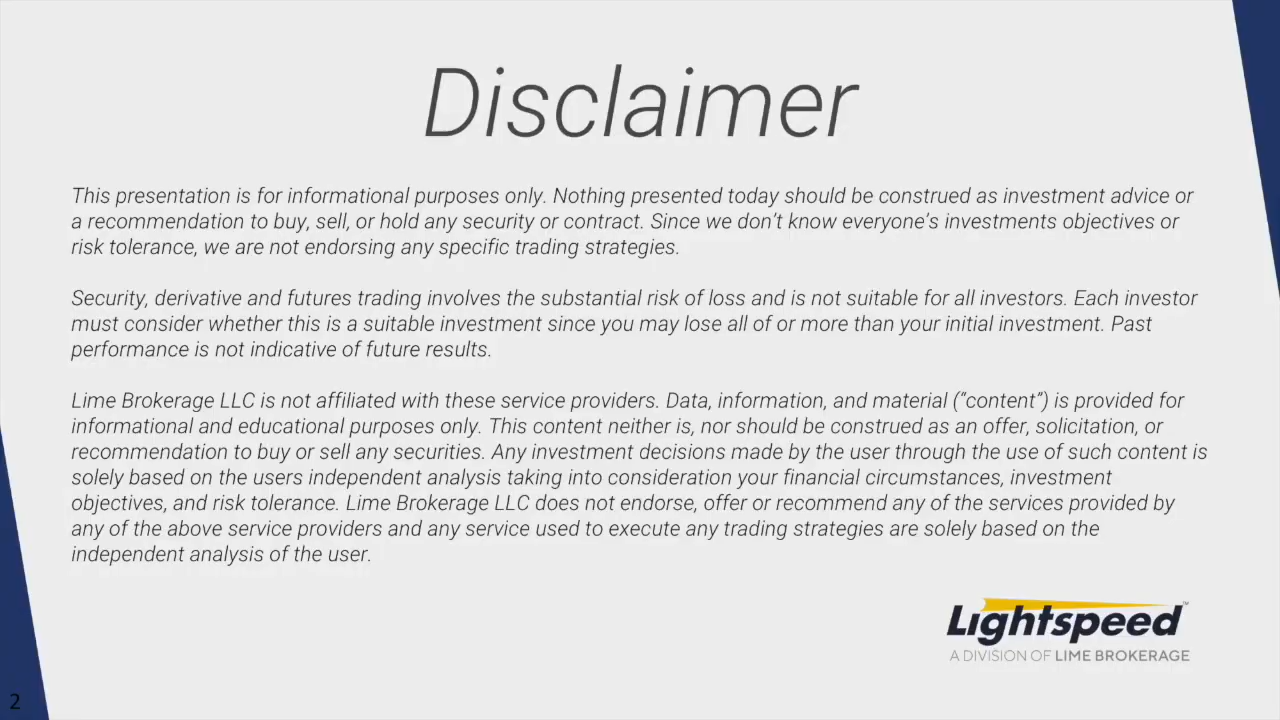 Disclaimer
This presentation is for informational purposes only. Nothing presented today should be construed as investment advice or
a recommendation to buy, sell, or hold any security or contract. Since we don’t know everyone’s investments objectives or
risk tolerance, we are not endorsing any specific trading strategies.
Security, derivative and futures trading involves the substantial risk of loss and is not suitable for all investors. Each investor
must consider whether this is a suitable investment since you may lose all of or more than your initial investment. Past
performance is not indicative of future results.
Lime Brokerage LLC is not affiliated with these service providers. Data, information, and material (“content”) is provided for
informational and educational purposes only. This content neither is, nor should be construed as an offer, solicitation, or
recommendation to buy or sell any securities. Any investment decisions made by the user through the use of such content is
solely based on the users independent analysis taking into consideration your financial circumstances, investment
objectives, and risk tolerance. Lime Brokerage LLC does not endorse, offer or recommend any of the services provided by
any of the above service providers and any service used to execute any trading strategies are solely based on the
independent analysis of the user.
Lightspeed™
A DIVISION OF LIME BROKERAGE
2